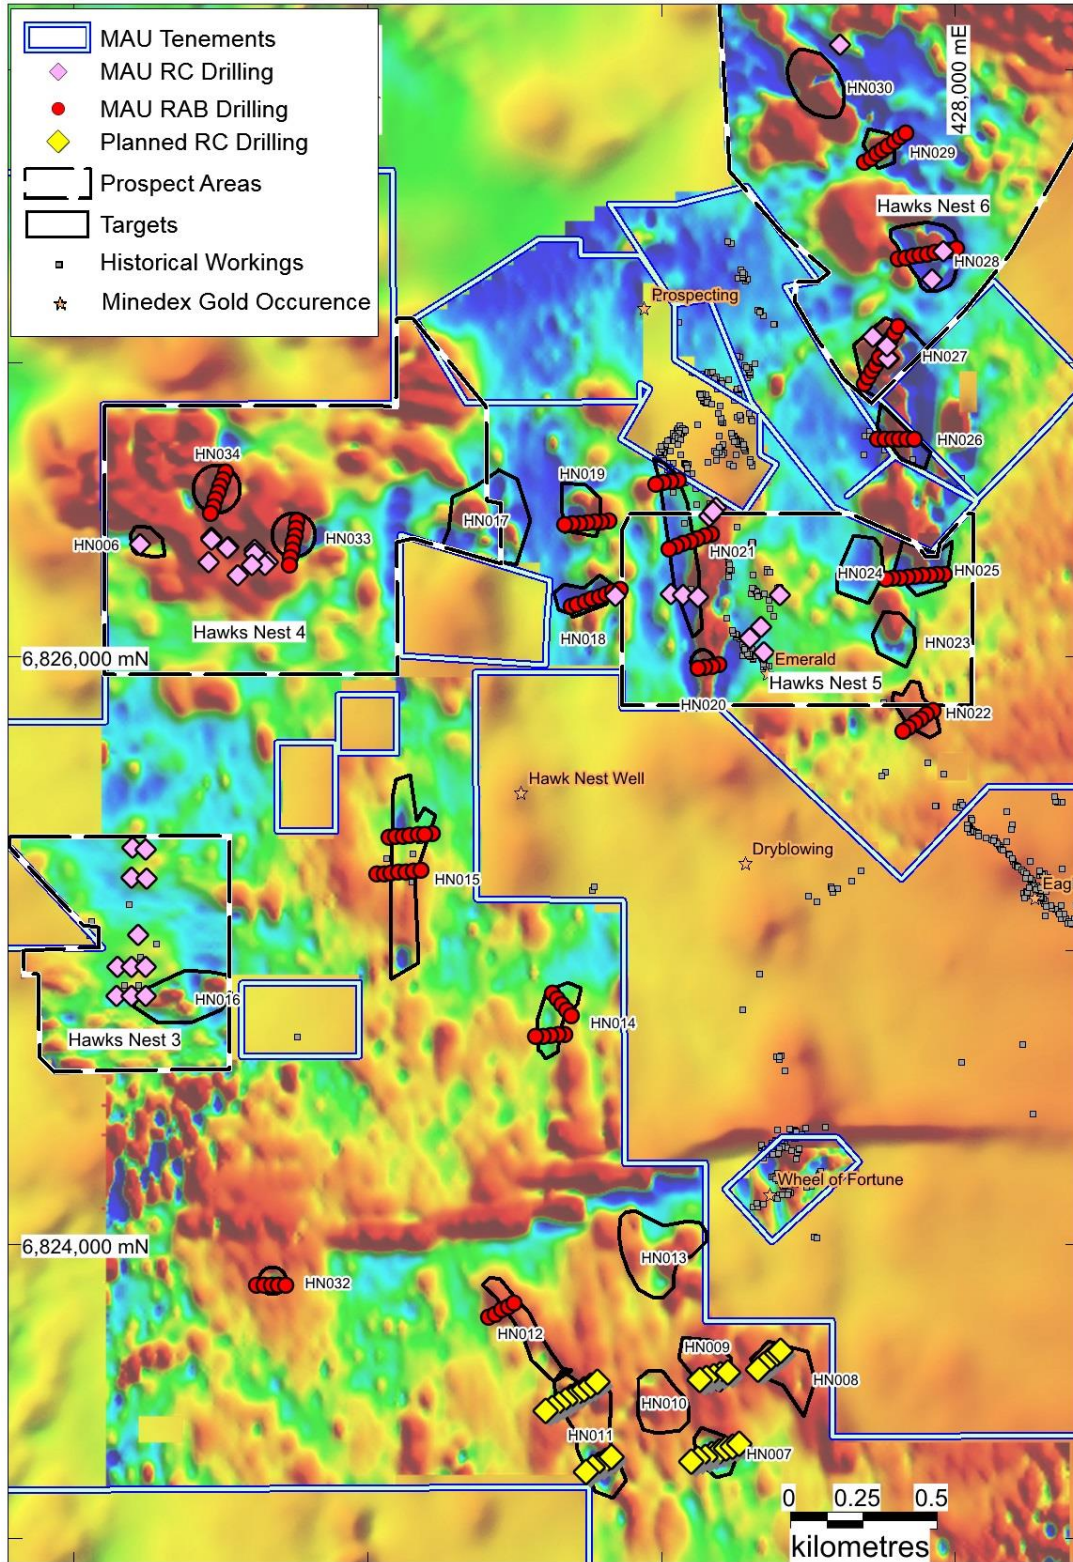 MAU Tenements
MAU RC Drilling
MAU RAB Drilling
Planned RC Drilling
Prospect Areas
Targets
Historical Workings
Minedex Gold Occurence
428,000 mE
HN030
HN029
Hawks Nest 6
HN028
Prospecting
HN027
HN026
HN034
HN019
HN017
HN006
HN033
HN021
HN024
HN025
HN018
Hawks Nest 4
HN023
6,826,000 mN
Emerald
Hawks Nest 5
HN020
HN022
Hawk Nest Well
Dryblowing
HN015
Eag
HN016
HN014
Hawks Nest 3
Wheel of Fortune
6,824,000 mN
HN013
HN032
HN012
HN009
HN008
HN010
HN011
HN007
0 0.25 0.5
kilometres